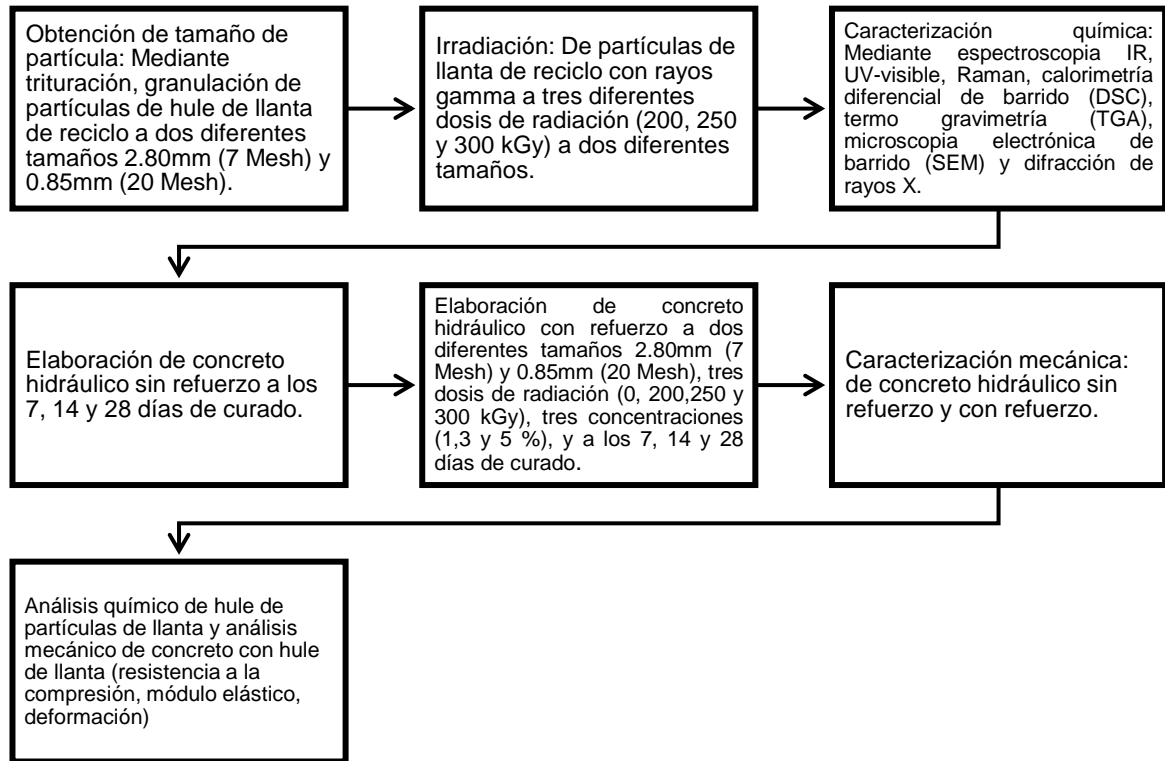 Obtención de tamaño de
partícula: Mediante
trituración, granulación de
partículas de hule de llanta
de reciclo a dos diferentes
tamaños 2.80mm (7 Mesh) y
0.85mm (20 Mesh).
Irradiación: De partículas de
llanta de reciclo con rayos
gamma a tres diferentes
dosis de radiación (200, 250
y 300 kGy) a dos diferentes
tamaños.
Caracterización química:
Mediante espectroscopia IR,
UV-visible, Raman, calorimetría
diferencial de barrido (DSC),
termo gravimetría (TGA),
microscopia electrónica de
barrido (SEM) y difracción de
rayos X.
Elaboración de concreto
hidráulico sin refuerzo a los
7, 14 y 28 días de curado.
Elaboración de concreto
hidráulico con refuerzo a dos
diferentes tamaños 2.80mm (7
Mesh) y 0.85mm (20 Mesh), tres
dosis de radiación (0, 200,250 y
300 kGy), tres concentraciones
(1,3 y 5 %), y a los 7, 14 y 28
días de curado.
Caracterización mecánica:
de concreto hidráulico sin
refuerzo y con refuerzo.
Análisis químico de hule de
partículas de llanta y análisis
mecánico de concreto con hule
de llanta (resistencia a la
compresión, módulo elástico,
deformación)